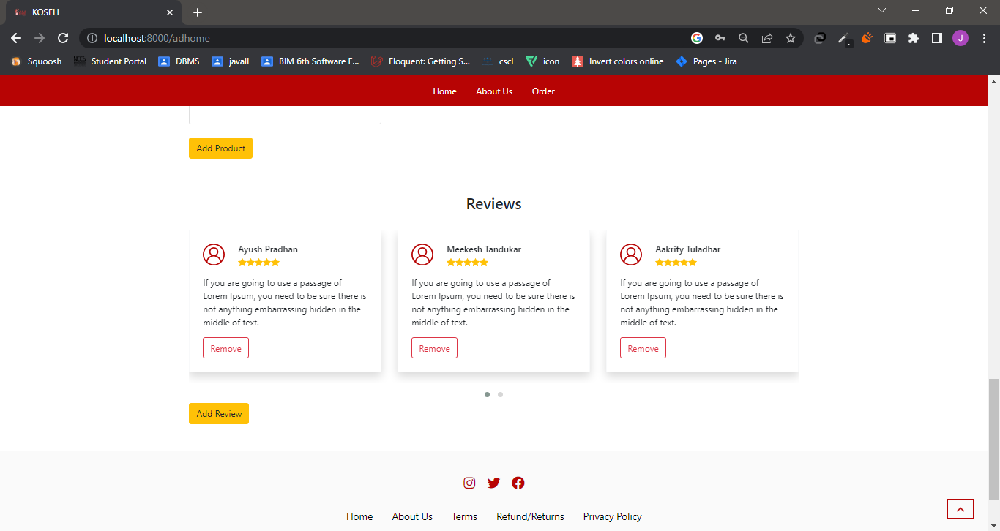 KOSELI
localhost:8000/adhome
J
Squoosh
Student Portal
DBMS
javall
BIM 6th Software E...
Eloquent: Getting S...
cscl
icon
Invert colors online
Pages - Jira
Home
About Us
Order
Add Product
Reviews
Ayush Pradhan
If you are going to use a passage of
Lorem Ipsum, you need to be sure there is
not anything embarrassing hidden in the
middle of text.
Remove
Meekesh Tandukar
If you are going to use a passage of
Lorem Ipsum, you need to be sure there is
not anything embarrassing hidden in the
middle of text.
Remove
Aakrity Tuladhar
If you are going to use a passage of
Lorem Ipsum, you need to be sure there is
not anything embarrassing hidden in the
middle of text.
Remove
Add Review
Home
About Us
Terms
Refund/Returns
Privacy Policy